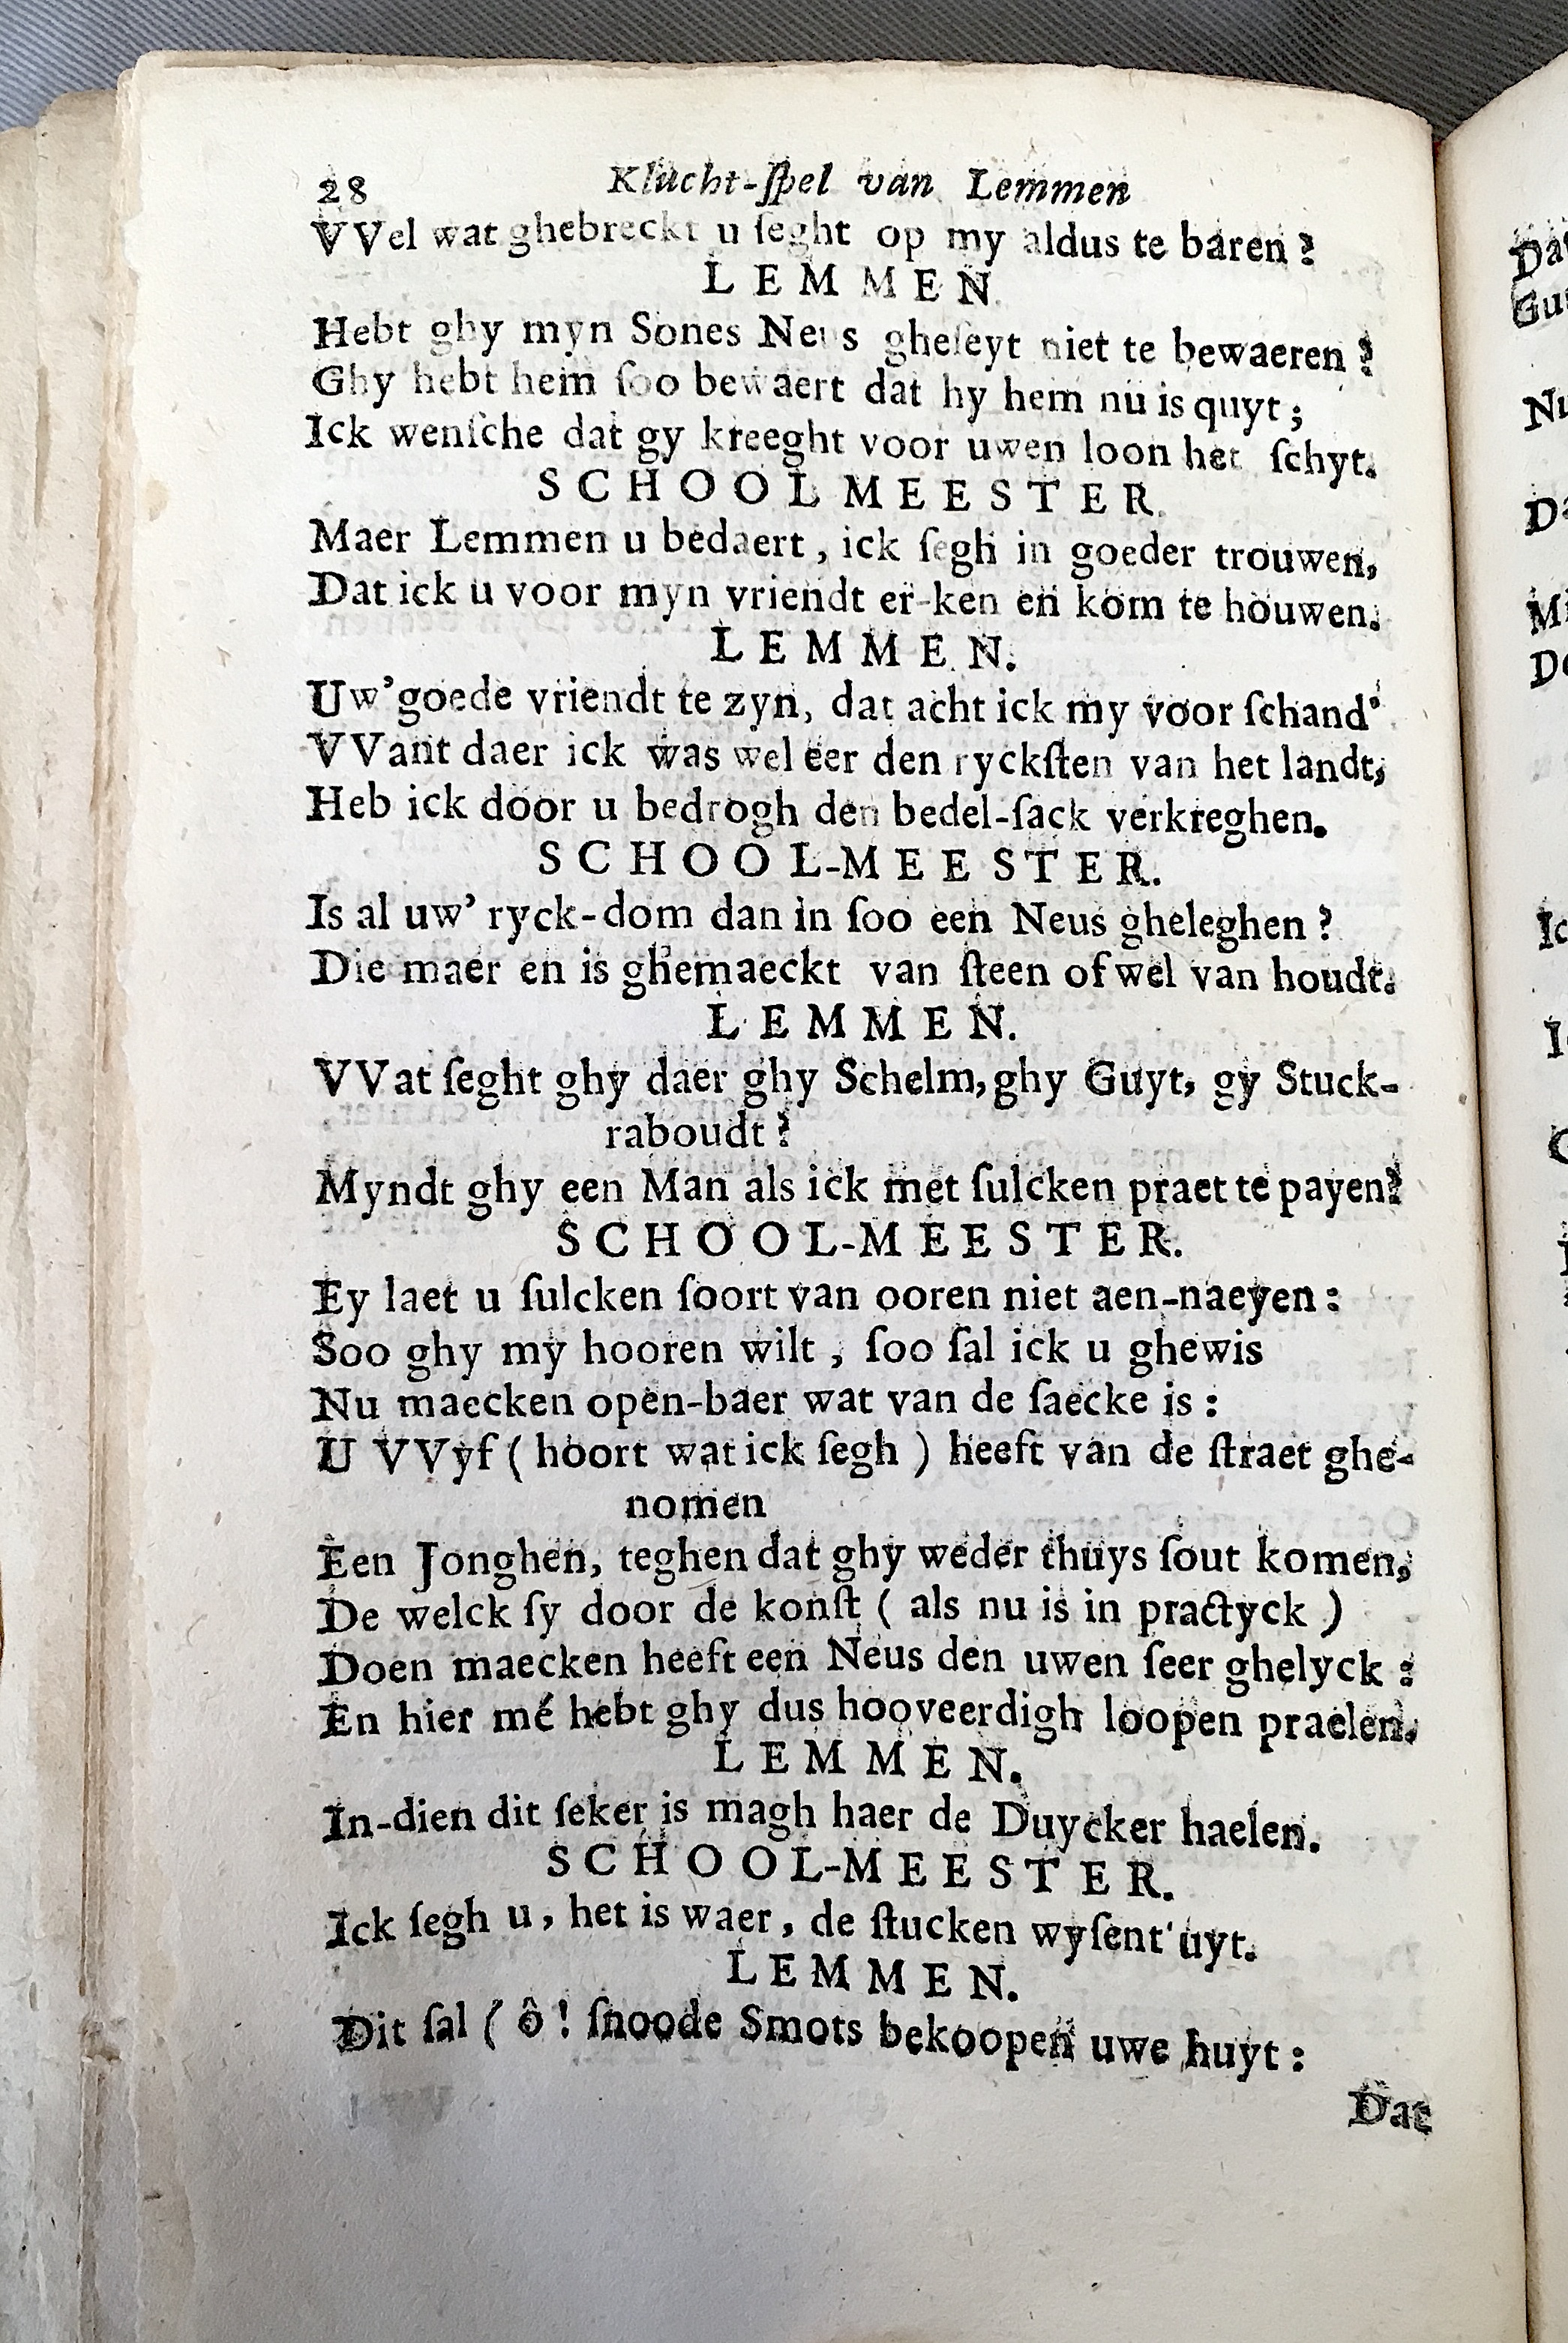 28 Klucht-ſpel van Lemmen
VVel wat ghebreckt u ſeght op my aldus te baren?
LEMMEN
Hebt ghy myn Sones Neus gheſeyt niet te bewaeren?
Ghy hebt hem ſoo bewaert dat hy hem nu is quyt;
Ick wenſche dat gy kreeght voor uwen loon het ſchyt.
SCHOOL MEESTER.
Maer Lemmen u bedaert, ick ſegh in goeder trouwen,
Dat ick u voor myn vriendt er-ken en kom te houwen.
LEMMEN.
Uw'goede vriendt te zyn, dat acht ick my voor ſchand'
VVant daer ick was wel eer den ryckſten van het landt,
Heb ick door u bedrogh den bedel-ſack verkreghen.
SCHOOL-MEESTER.
Is al uw' ryck-dom dan in ſoo een Neus gheleghen?
Die maer en is ghemaeckt van ſteen of wel van houdt.
LEMMEN.
VVat ſeght ghy daer ghy Schelm, ghy Guyt, gy Stuck-
raboudt?
Myndt ghy een Man als ick met ſulcken praet te payen?
SCHOOL-MEESTER.
Ey laet u ſulcken ſoort van ooren niet aen-naeyen:
Soo ghy my hooren wilt, ſoo ſal ick u ghewis
Nu maecken open-baer wat van de ſaecke is:
U VVyf ( hoort wat ick ſegh ) heeft van de ſtraet ghe-
nomen
Een Jonghen, teghen dat ghy weder thuys ſout komen,
De welck ſy door de konſt ( als nu is in practyck )
Doen maecken heeft een Neus den uwen ſeer ghelyck:
En hier mé hebt ghy dus hooveerdigh loopen praelen.
LEMMEN.
In-dien dit ſeker is magh haer de Duycker haelen.
SCHOOL-MEESTER.
Ick ſegh u, het is waer, de ſtucken wyſent'uyt.
LEMMEN.
Dit ſal ( ô! ſnoode Smots bekoopen uwe huyt:
Dat